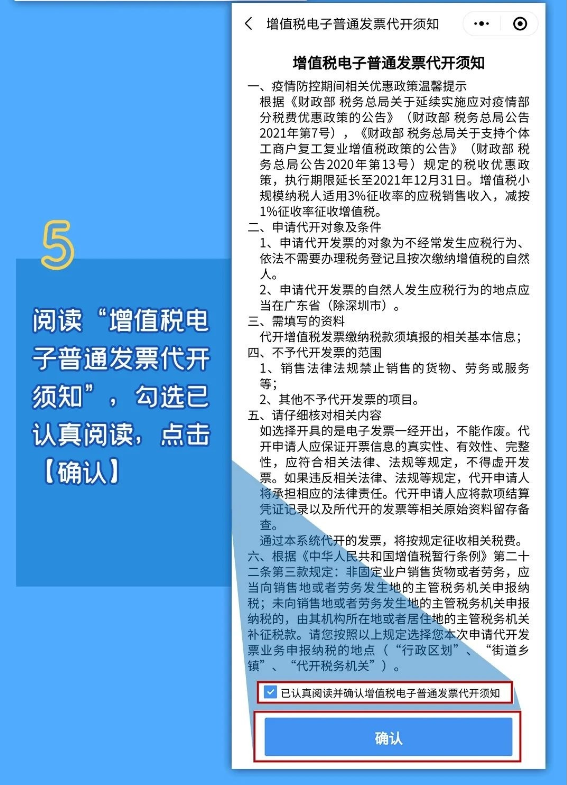 增值税电子普通发票代开须知
增值税电子普通发票代开须知
一、疫情防控期间相关优惠政策温馨提示
根据《财政部 税务总局关于延续实施应对疫情部
分税费优惠政策的公告》（财政部 税务总局公告
2021年第7号），《财政部 税务总局关于支持个体
工商户复工复业增值税政策的公告》（财政部 税
务总局公告2020年第13号）规定的税收优惠政
策，执行期限延长至2021年12月31日。增值税小
规模纳税人适用3%征收率的应税销售收入，减按
1%征收率征收增值税。
二、申请代开对象及条件
1、申请代开发票的对象为不经常发生应税行为、
依法不需要办理税务登记且按次缴纳增值税的自然
人。
2、申请代开发票的自然人发生应税行为的地点应
当在广东省（除深圳市）。
三、需填写的资料
代开增值税发票缴纳税款须填报的相关基本信息；
四、不予代开发票的范围
1、销售法律法规禁止销售的货物、劳务或服务
等；
2、其他不予代开发票的项目。
五、请仔细核对相关内容
如选择开具的是电子发票一经开出，不能作废。代
开申请人应保证开票信息的真实性、有效性、完整
性，应符合相关法律、法规等规定，不得虚开发
票。如果违反相关法律、法规等规定，代开申请人
将承担相应的法律责任。代开申请人应将款项结算
凭证记录以及所代开的发票等相关原始资料留存备
查。
通过本系统代开的发票，将按规定征收相关税费。
六、根据《中华人民共和国增值税暂行条例》第二十
二条第三款规定：非固定业户销售货物或者劳务，应
当向销售地或者劳务发生地的主管税务机关申报纳
税；未向销售地或者劳务发生地的主管税务机关申报
纳税的，由其机构所在地或者居住地的主管税务机关
补征税款。请您按照以上规定选择您本次申请代开发
票业务申报纳税的地点（“行政区划”、“街道乡
镇”、“代开税务机关”）。
已认真阅读并确认增值税电子普通发票代开须知
确认
5
阅读“增值税电
子普通发票代开
须知”，勾选已
认真阅读，点击
【确认】